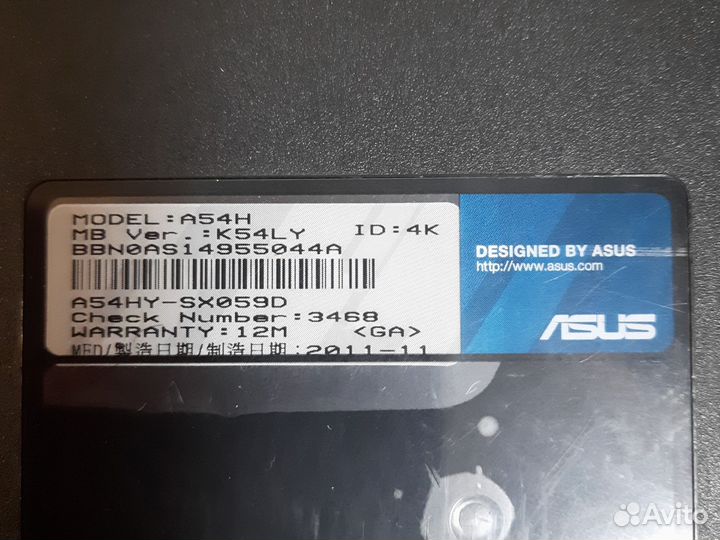 MODEL:A54H
MB Ver.:K54LY ID:4K
BBN0AS14955044A
A54HY-SX059D
Check Number:3468
WARRANTY:12M <GA>
MFD/製造日期/制造日期:2011-11
DESIGNED BY ASUS
http://www.asus.com
ASUS
Avito